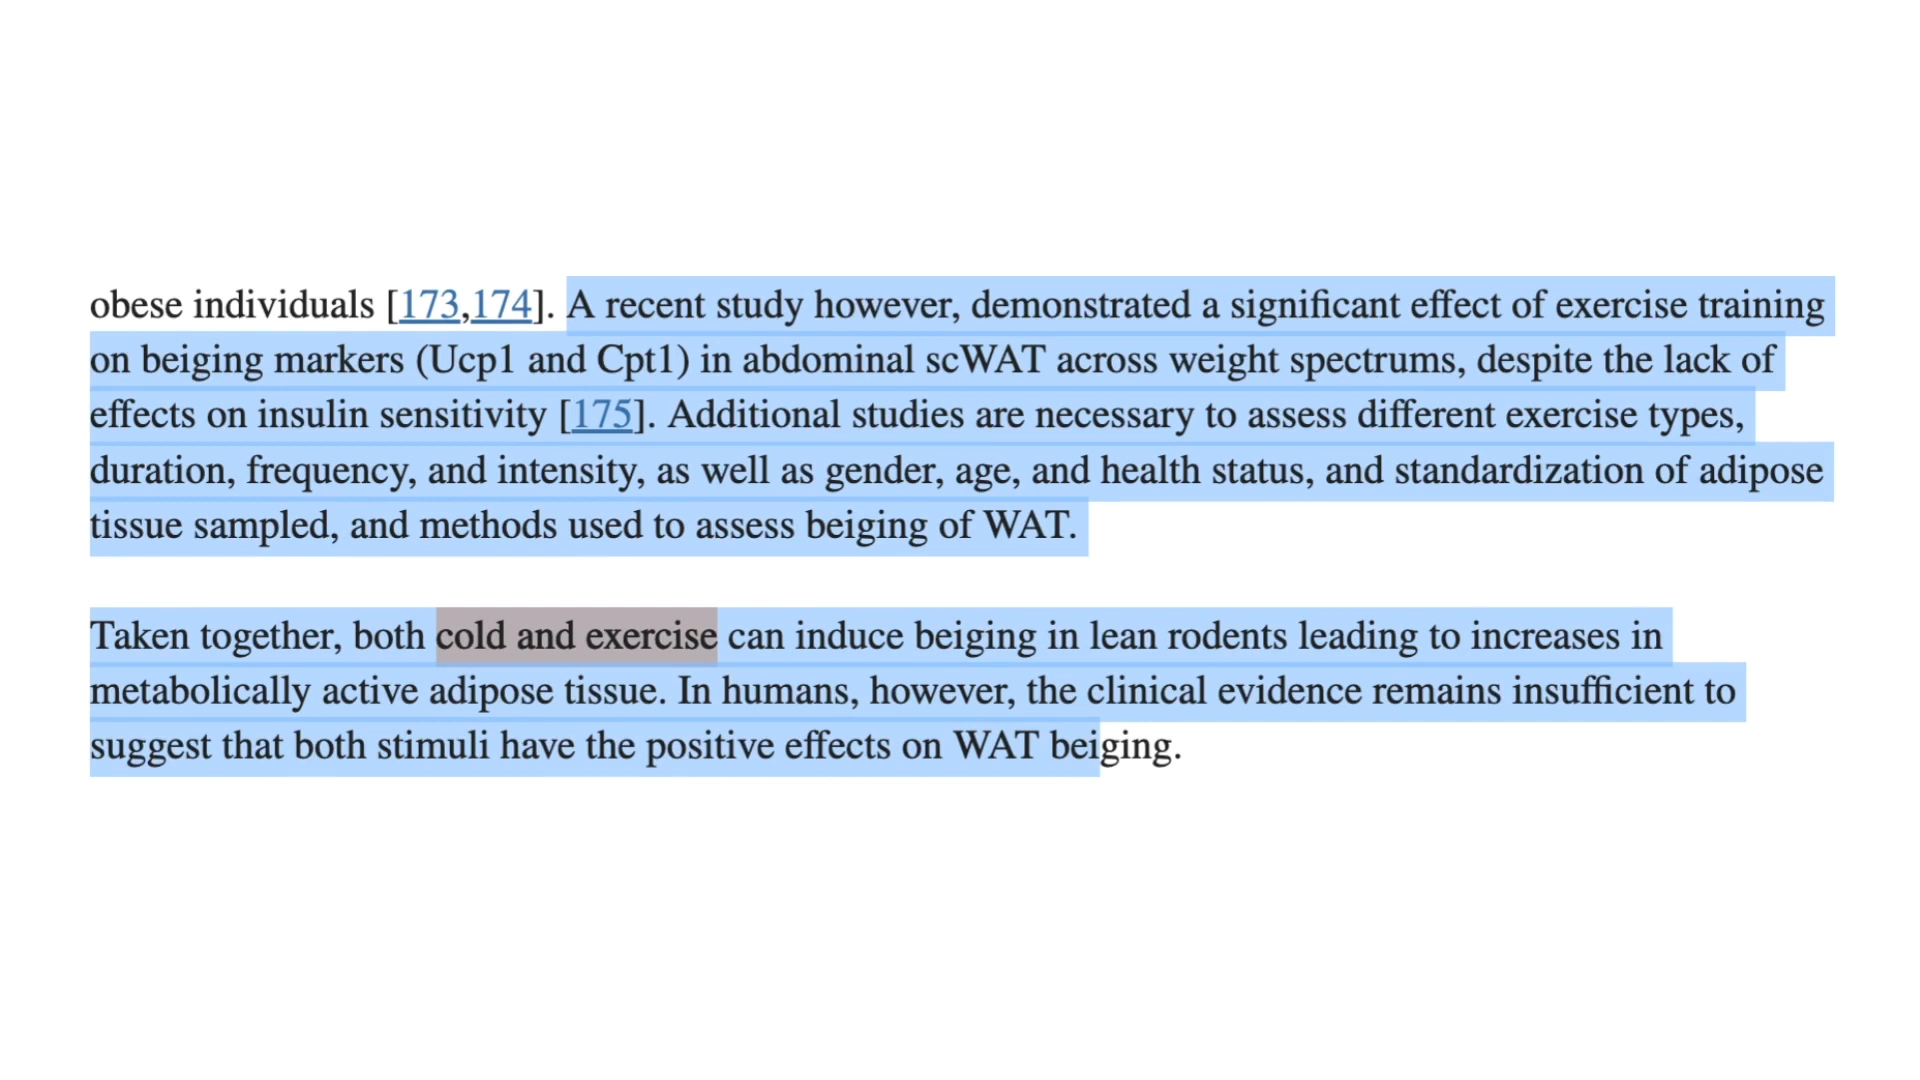 obese individuals [173,174]. A recent study however, demonstrated a significant effect of exercise training
on beiging markers (Ucp1 and Cpt1) in abdominal scWAT across weight spectrums, despite the lack of
effects on insulin sensitivity [175]. Additional studies are necessary to assess different exercise types,
duration, frequency, and intensity, as well as gender, age, and health status, and standardization of adipose
tissue sampled, and methods used to assess beiging of WAT.
Taken together, both cold and exercise can induce beiging in lean rodents leading to increases in
metabolically active adipose tissue. In humans, however, the clinical evidence remains insufficient to
suggest that both stimuli have the positive effects on WAT beiging.